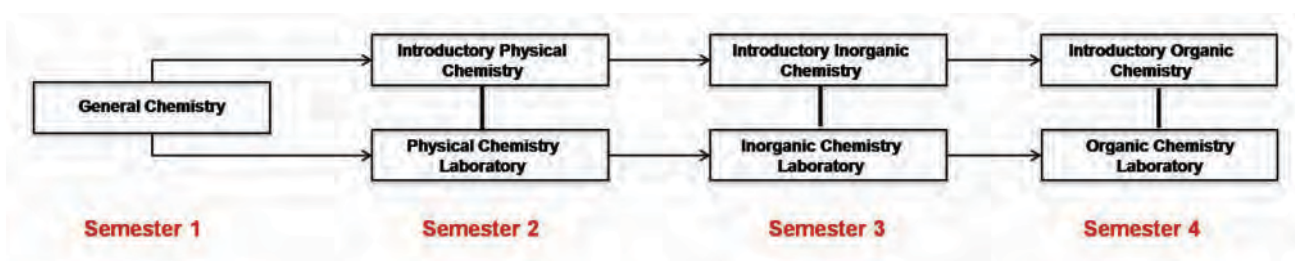 Introductory Physical
Chemistry
Introductory Inorganic
Chemistry
Introductory Organic
Chemistry
General Chemistry
Physical Chemistry
Laboratory
Inorganic Chemistry
Laboratory
Organic Chemistry
Laboratory
Semester 1
Semester 2
Semester 3
Semester 4